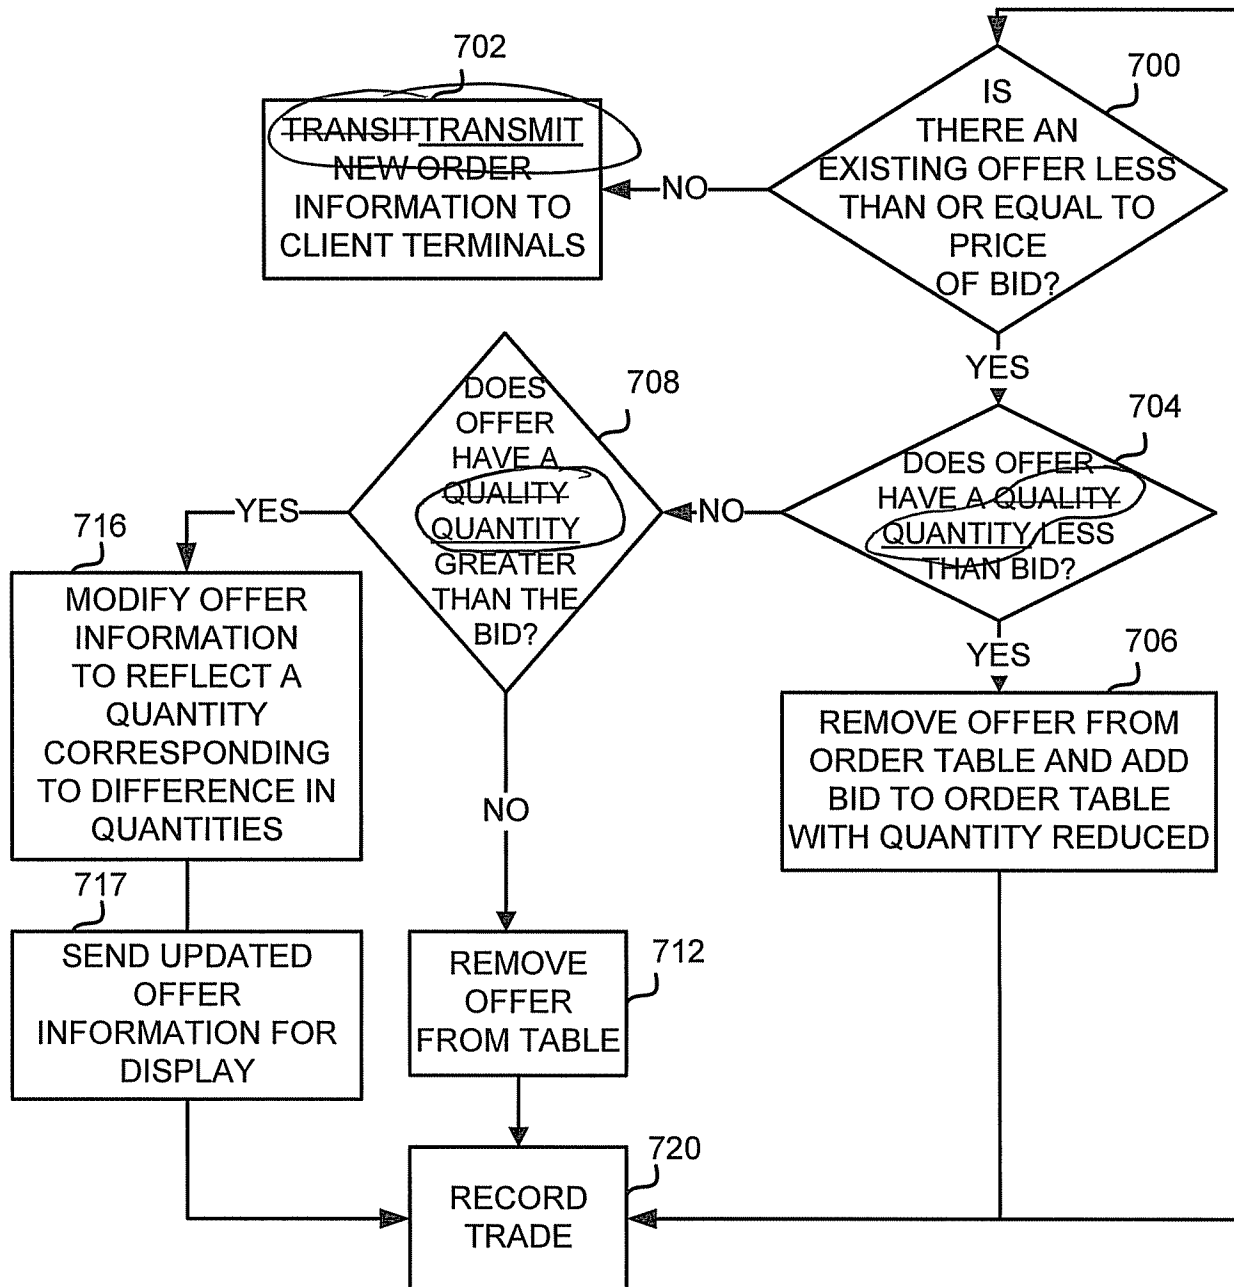 702
TRANSITTRANSMIT
NEW ORDER
INFORMATION TO
CLIENT TERMINALS
NO
700
IS
THERE AN
EXISTING OFFER LESS
THAN OR EQUAL TO
PRICE
OF BID?
YES
708
DOES
OFFER
HAVE A
QUALITY
QUANTITY
GREATER
THAN THE
BID?
NO
704
DOES OFFER
HAVE A QUALITY
QUANTITY LESS
THAN BID?
YES
YES
716
MODIFY OFFER
INFORMATION
TO REFLECT A
QUANTITY
CORRESPONDING
TO DIFFERENCE IN
QUANTITIES
706
REMOVE OFFER FROM
ORDER TABLE AND ADD
BID TO ORDER TABLE
WITH QUANTITY REDUCED
NO
717
SEND UPDATED
OFFER
INFORMATION FOR
DISPLAY
712
REMOVE
OFFER
FROM TABLE
720
RECORD
TRADE